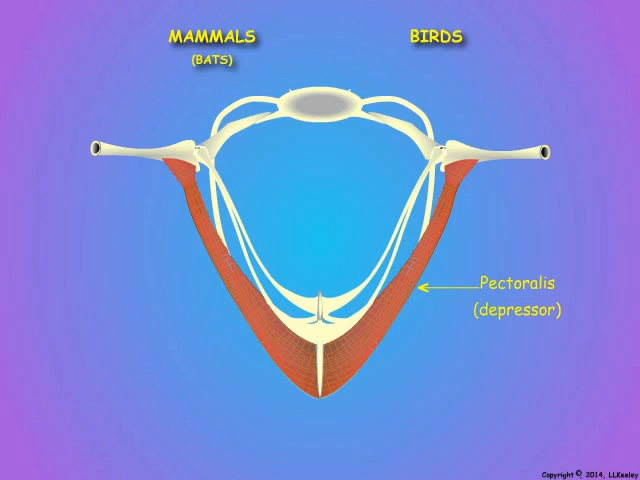 MAMMALS
(BATS)
BIRDS
Pectoralis
(depressor)
Copyright © 2014, LLKeeley